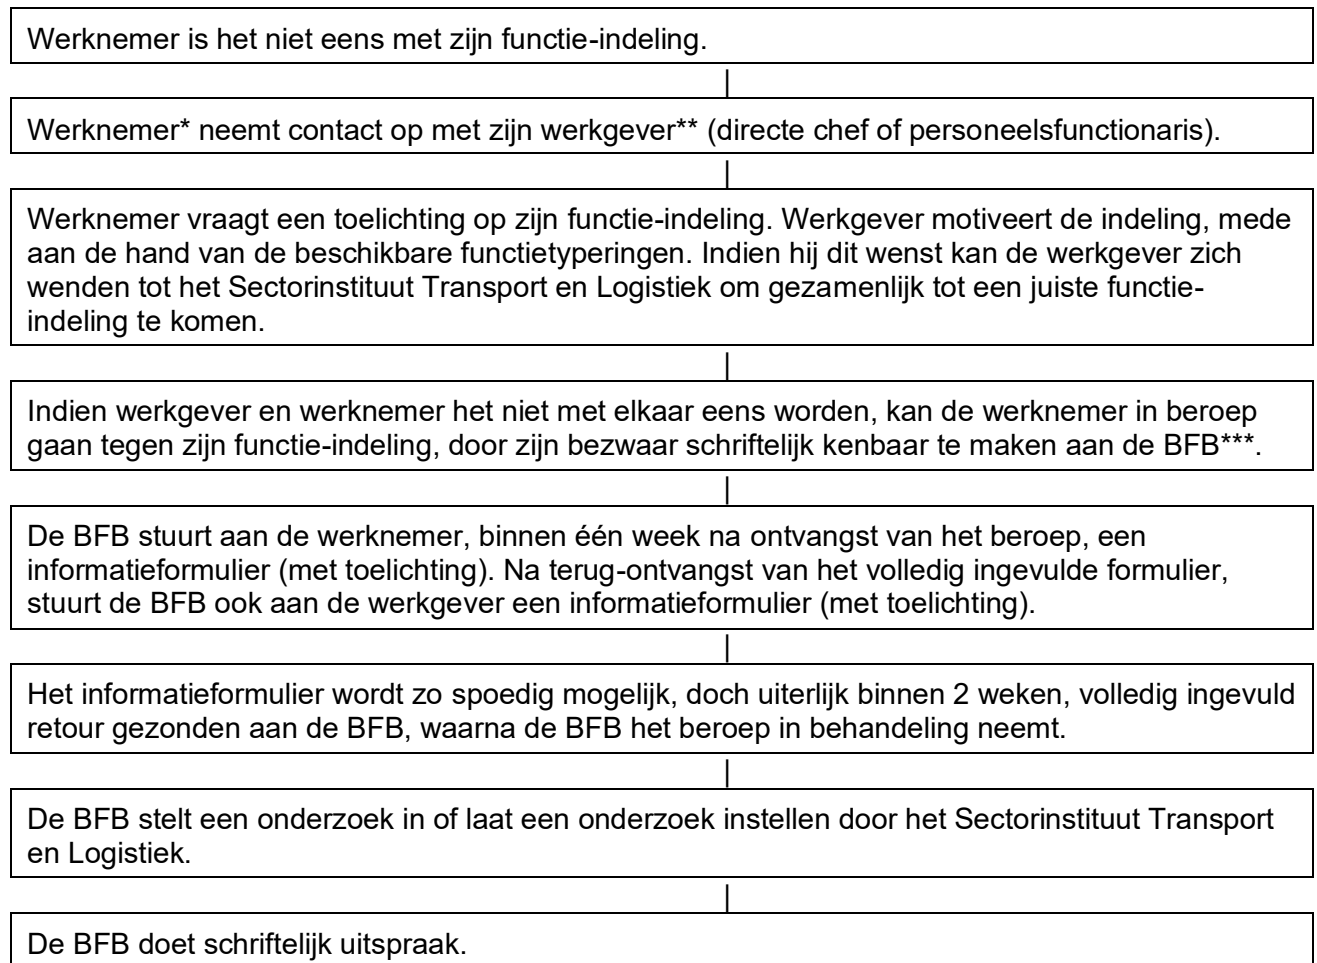 Werknemer is het niet eens met zijn functie-indeling.
Werknemer* neemt contact op met zijn werkgever** (directe chef of personeelsfunctionaris).
Werknemer vraagt een toelichting op zijn functie-indeling. Werkgever motiveert de indeling, mede
aan de hand van de beschikbare functietyperingen. Indien hij dit wenst kan de werkgever zich
wenden tot het Sectorinstituut Transport en Logistiek om gezamenlijk tot een juiste functie-
indeling te komen.
Indien werkgever en werknemer het niet met elkaar eens worden, kan de werknemer in beroep
gaan tegen zijn functie-indeling, door zijn bezwaar schriftelijk kenbaar te maken aan de BFB***.
De BFB stuurt aan de werknemer, binnen één week na ontvangst van het beroep, een
informatieformulier (met toelichting). Na terug-ontvangst van het volledig ingevulde formulier,
stuurt de BFB ook aan de werkgever een informatieformulier (met toelichting).
Het informatieformulier wordt zo spoedig mogelijk, doch uiterlijk binnen 2 weken, volledig ingevuld
retour gezonden aan de BFB, waarna de BFB het beroep in behandeling neemt.
De BFB stelt een onderzoek in of laat een onderzoek instellen door het Sectorinstituut Transport
en Logistiek.
De BFB doet schriftelijk uitspraak.